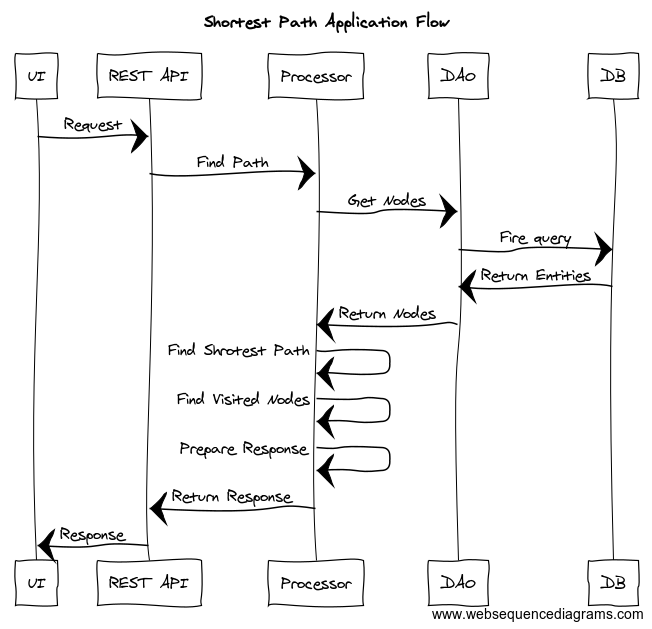 Shortest Path Application Flow
UI REST API Processor DAO DB
Request
Find Path
Get Nodes
Fire query
Return Entities
Return Nodes
Find Shrotest Path
Find Visited Nodes
Prepare Response
Return Response
Response
UI REST API Processor DAO DB
www.websequencediagrams.com